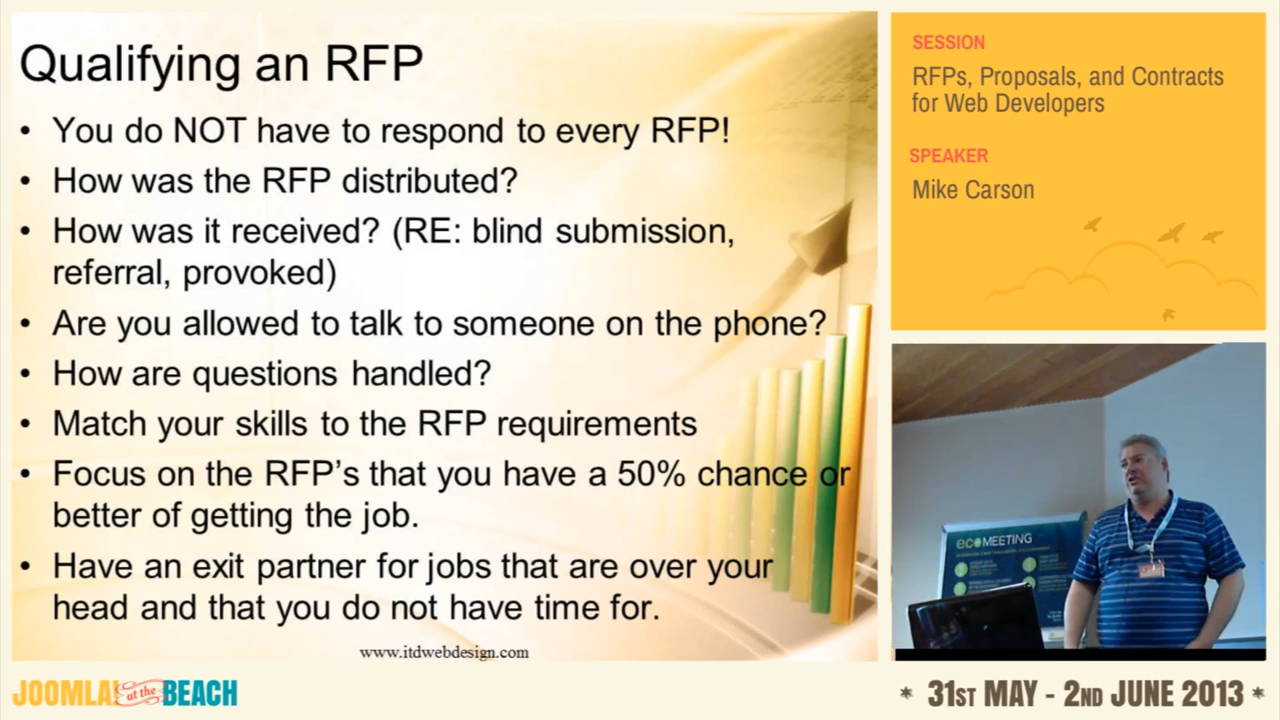 Qualifying an RFP
• You do NOT have to respond to every RFP!
• How was the RFP distributed?
• How was it received? (RE: blind submission,
referral, provoked)
• Are you allowed to talk to someone on the phone?
• How are questions handled?
• Match your skills to the RFP requirements
• Focus on the RFP’s that you have a 50% chance or
better of getting the job.
• Have an exit partner for jobs that are over your
head and that you do not have time for.
www.itdwebdesign.com
SESSION
RFPs, Proposals, and Contracts
for Web Developers
SPEAKER
Mike Carson
ecoMEETING
JOOMLA! at the BEACH
* 31ST MAY - 2ND JUNE 2013 *